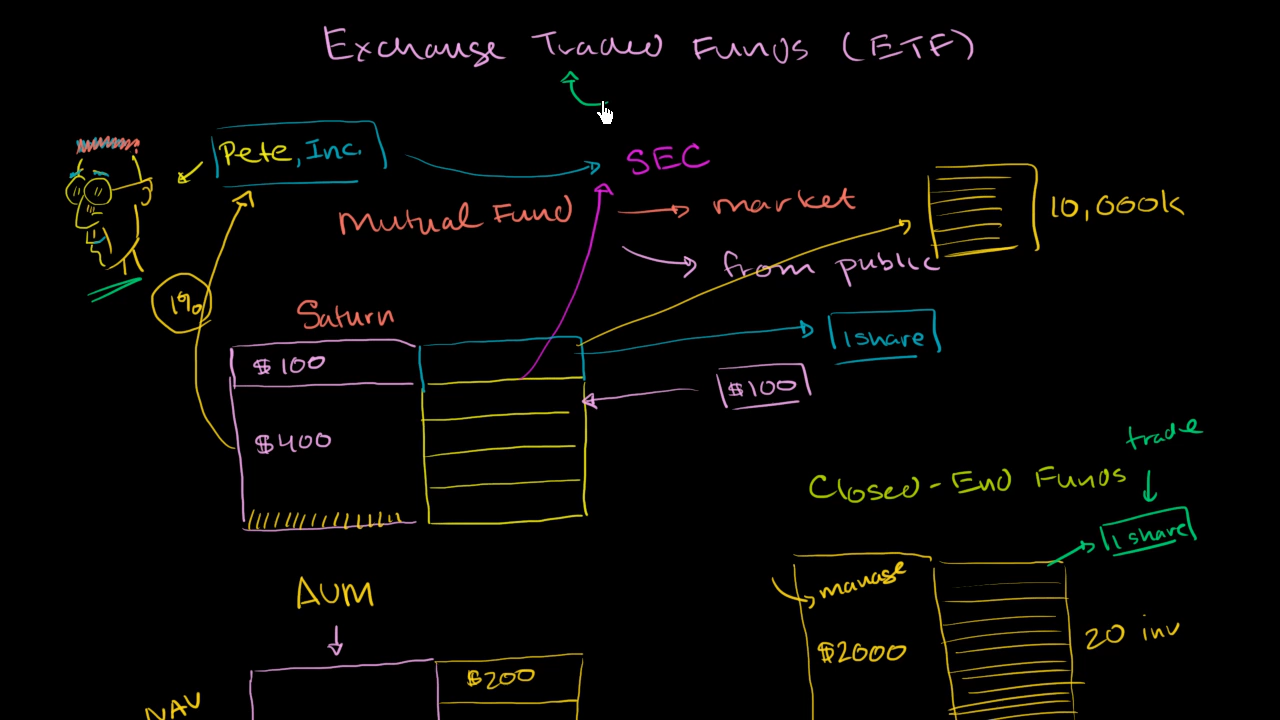 Exchange Traded Funds (ETF)
Pete, Inc.
SEC
Mutual Fund
market
from public
10,000k
1%
Saturn
$100
$400
1 share
$100
trade
Closed-End Funds
1 share
AUM
manage
$2000
20 inv
$200
NAV